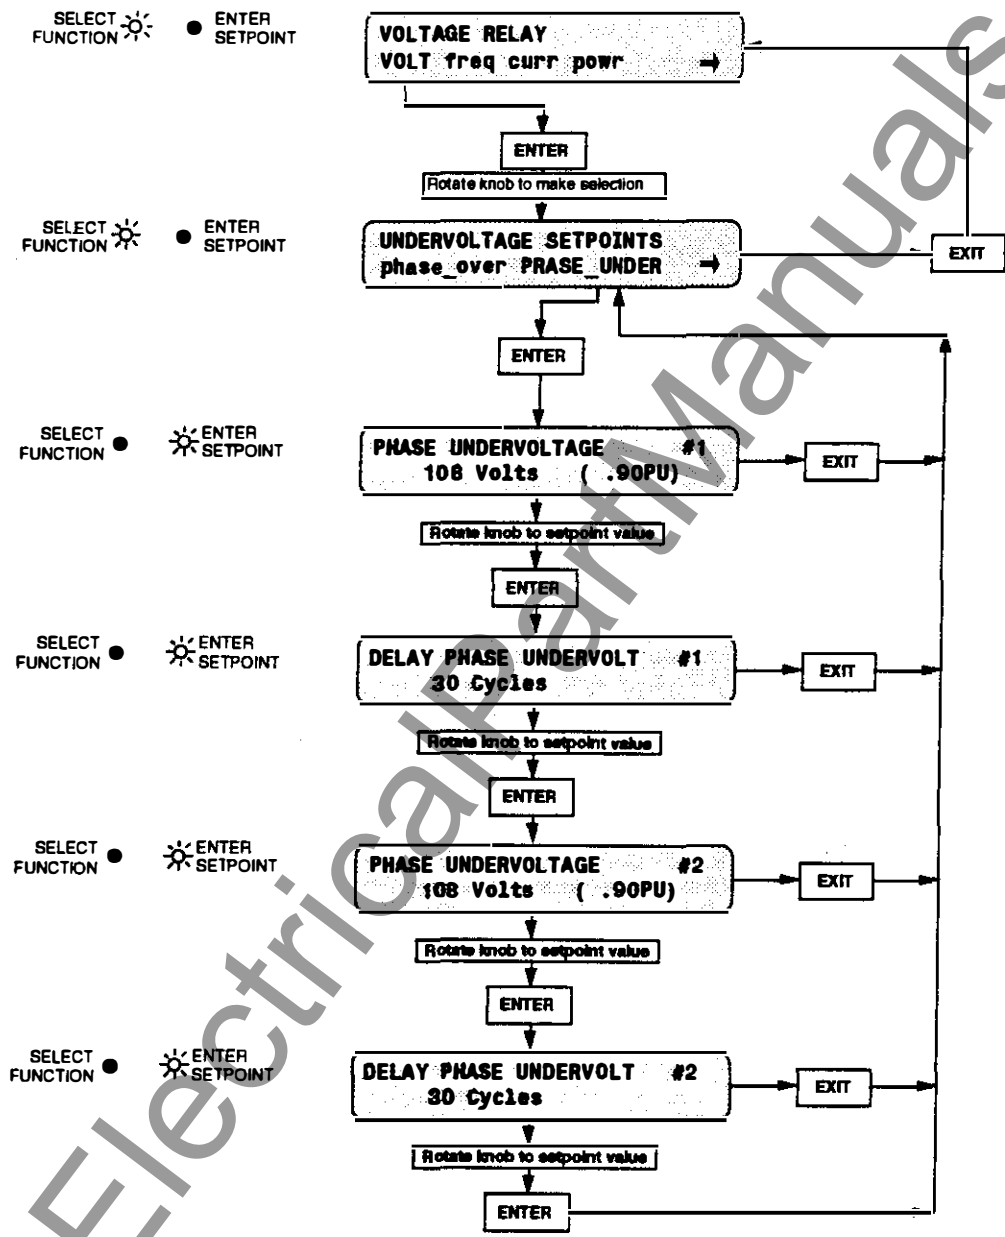 SELECT FUNCTION ENTER SETPOINT
VOLTAGE RELAY
VOLT freq curr powr
ENTER
Rotate knob to make selection
SELECT FUNCTION ENTER SETPOINT
UNDERVOLTAGE SETPOINTS
phase_over PRASE_UNDER
EXIT
ENTER
SELECT FUNCTION ENTER SETPOINT
PHASE UNDERVOLTAGE #1
108 Volts ( .90PU)
EXIT
Rotate knob to setpoint value
ENTER
SELECT FUNCTION ENTER SETPOINT
DELAY PHASE UNDERVOLT #1
30 Cycles
EXIT
Rotate knob to setpoint value
ENTER
SELECT FUNCTION ENTER SETPOINT
PHASE UNDERVOLTAGE #2
108 Volts ( .90PU)
EXIT
Rotate knob to setpoint value
ENTER
SELECT FUNCTION ENTER SETPOINT
DELAY PHASE UNDERVOLT #2
30 Cycles
EXIT
Rotate knob to setpoint value
ENTER
ElectricalPartManuals